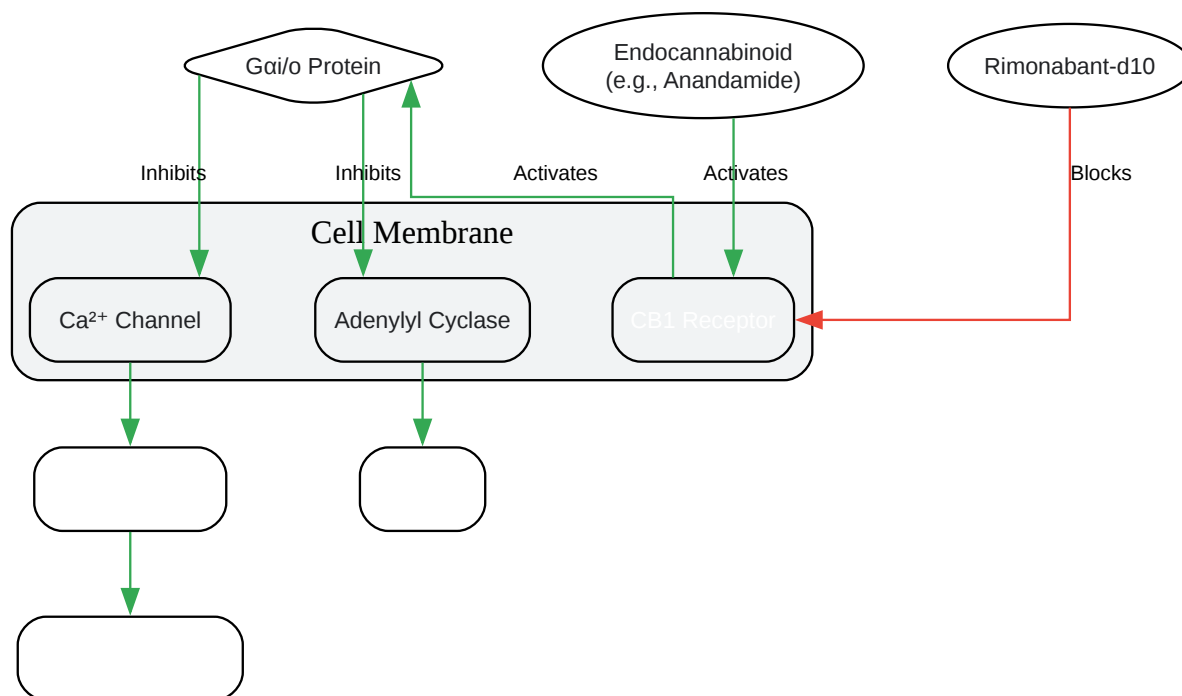 Gαi/o Protein
Endocannabinoid
(e.g., Anandamide)
Rimonabant-d10
Inhibits
Inhibits
Activates
Activates
Blocks
Cell Membrane
Ca²⁺ Channel
Adenylyl Cyclase
CB1 Receptor